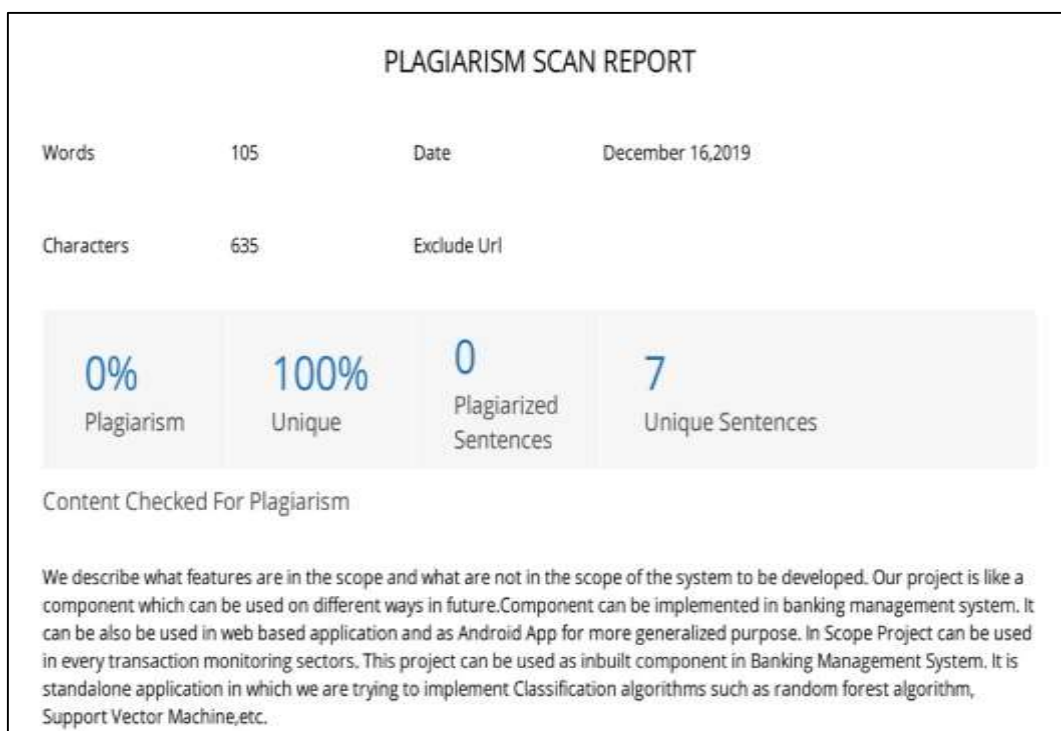 PLAGIARISM SCAN REPORT
Words 105 Date December 16,2019
Characters 635 Exclude Url
0% 100% 0 7
Plagiarism Unique Plagiarized Sentences Unique Sentences
Content Checked For Plagiarism
We describe what features are in the scope and what are not in the scope of the system to be developed. Our project is like a
component which can be used on different ways in future.Component can be implemented in banking management system. It
can be also be used in web based application and as Android App for more generalized purpose. In Scope Project can be used
in every transaction monitoring sectors. This project can be used as inbuilt component in Banking Management System. It is
standalone application in which we are trying to implement Classification algorithms such as random forest algorithm,
Support Vector Machine,etc.